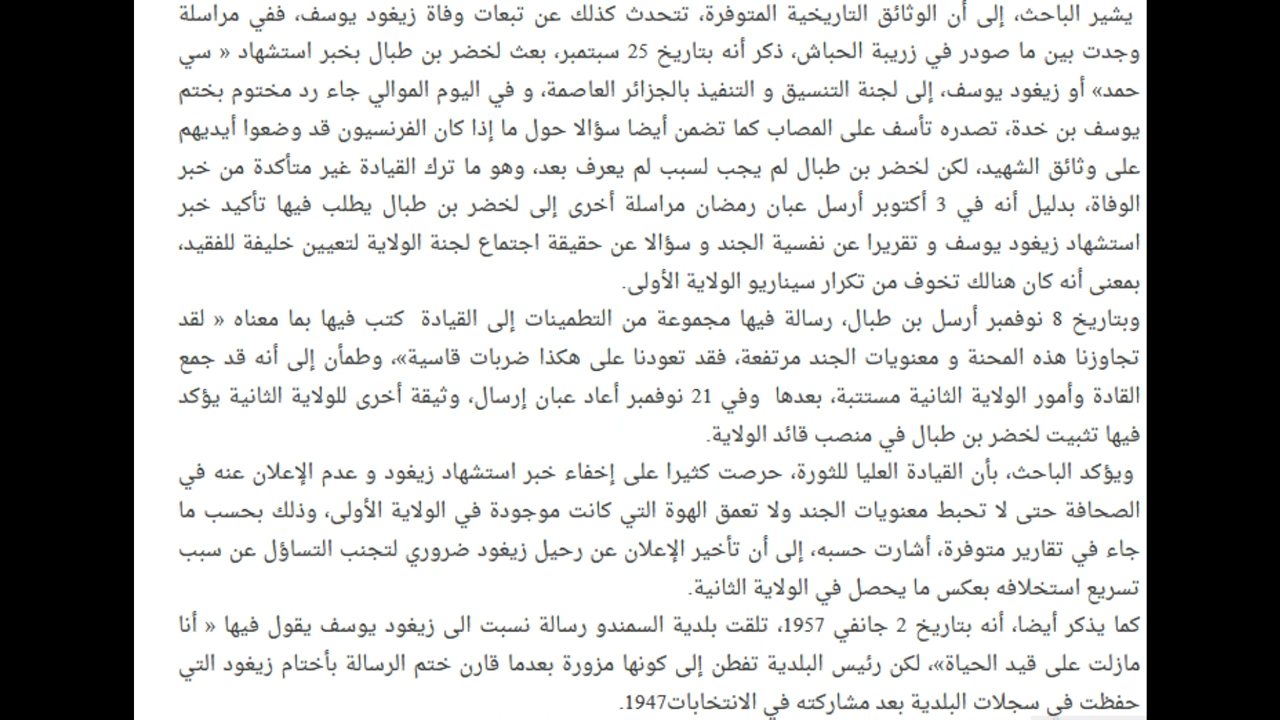 يشير الباحث، إلى أن الوثائق التاريخية المتوفرة، تتحدث كذلك عن تبعات وفاة زيغود يوسف، ففي مراسلة
وجدت بين ما صودر في زريبة الحباش، ذكر أنه بتاريخ 25 سبتمبر، بعث لخضر بن طبال بخبر استشهاد « سي
حمد» أو زيغود يوسف، إلى لجنة التنسيق و التنفيذ بالجزائر العاصمة، و في اليوم الموالي جاء رد مختوم بختم
يوسف بن خدة، تصدره تأسف على المصاب كما تضمن أيضا سؤالا حول ما إذا كان الفرنسيون قد وضعوا أيديهم
على وثائق الشهيد، لكن لخضر بن طبال لم يجب لسبب لم يعرف بعد، وهو ما ترك القيادة غير متأكدة من خبر
الوفاة، بدليل أنه في 3 أكتوبر أرسل عبان رمضان مراسلة أخرى إلى لخضر بن طبال يطلب فيها تأكيد خبر
استشهاد زيغود يوسف و تقريرا عن نفسية الجند و سؤالا عن حقيقة اجتماع لجنة الولاية لتعيين خليفة للفقيد،
بمعنى أنه كان هنالك تخوف من تكرار سيناريو الولاية الأولى.
وبتاريخ 8 نوفمبر أرسل بن طبال، رسالة فيها مجموعة من التطمينات إلى القيادة كتب فيها بما معناه « لقد
تجاوزنا هذه المحنة و معنويات الجند مرتفعة، فقد تعودنا على هكذا ضربات قاسية»، وطمأن إلى أنه قد جمع
القادة وأمور الولاية الثانية مستتبة، بعدها وفي 21 نوفمبر أعاد عبان إرسال، وثيقة أخرى للولاية الثانية يؤكد
فيها تثبيت لخضر بن طبال في منصب قائد الولاية.
ويؤكد الباحث، بأن القيادة العليا للثورة، حرصت كثيرا على إخفاء خبر استشهاد زيغود و عدم الإعلان عنه في
الصحافة حتى لا تحبط معنويات الجند ولا تعمق الهوة التي كانت موجودة في الولاية الأولى، وذلك بحسب ما
جاء في تقارير متوفرة، أشارت حسبه، إلى أن تأخير الإعلان عن رحيل زيغود ضروري لتجنب التساؤل عن سبب
تسريع استخلافه بعكس ما يحصل في الولاية الثانية.
كما يذكر أيضا، أنه بتاريخ 2 جانفي 1957، تلقت بلدية السمندو رسالة نسبت الى زيغود يوسف يقول فيها « أنا
مازلت على قيد الحياة»، لكن رئيس البلدية تفطن إلى كونها مزورة بعدما قارن ختم الرسالة بأختام زيغود التي
حفظت في سجلات البلدية بعد مشاركته في الانتخابات1947.